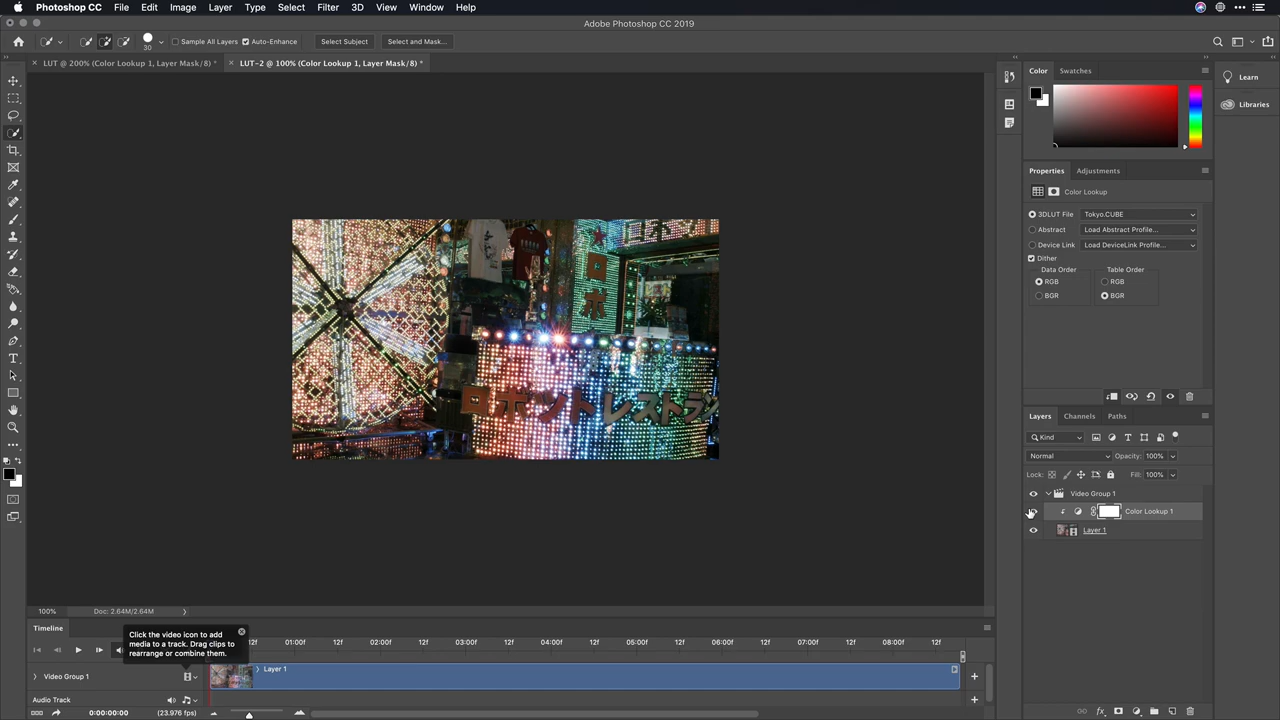 Photoshop CC File Edit Image Layer Type Select Filter 3D View Window Help
Adobe Photoshop CC 2019
30 Sample All Layers Auto-Enhance Select Subject Select and Mask...
LUT @ 200% (Color Lookup 1, Layer Mask/8) * LUT-2 @ 100% (Color Lookup 1, Layer Mask/8) *
Color Swatches
Learn
Libraries
Properties Adjustments
Color Lookup
3DLUT File Tokyo.CUBE
Abstract Load Abstract Profile...
Device Link Load DeviceLink Profile...
Dither
Data Order Table Order
RGB RGB
BGR BGR
ロボ
ロボットレストラン
Layers Channels Paths
Kind
Normal Opacity: 100%
Lock: Fill: 100%
Video Group 1
Color Lookup 1
Layer 1
100% Doc: 2.64M/2.64M
Timeline
Click the video icon to add
media to a track. Drag clips to
rearrange or combine them.
12f 01:00f 12f 02:00f 12f 03:00f 12f 04:00f 12f 05:00f 12f 06:00f 12f 07:00f 12f 08:00f 12f
Video Group 1 Layer 1
Audio Track
0:00:00:00 (23.976 fps)